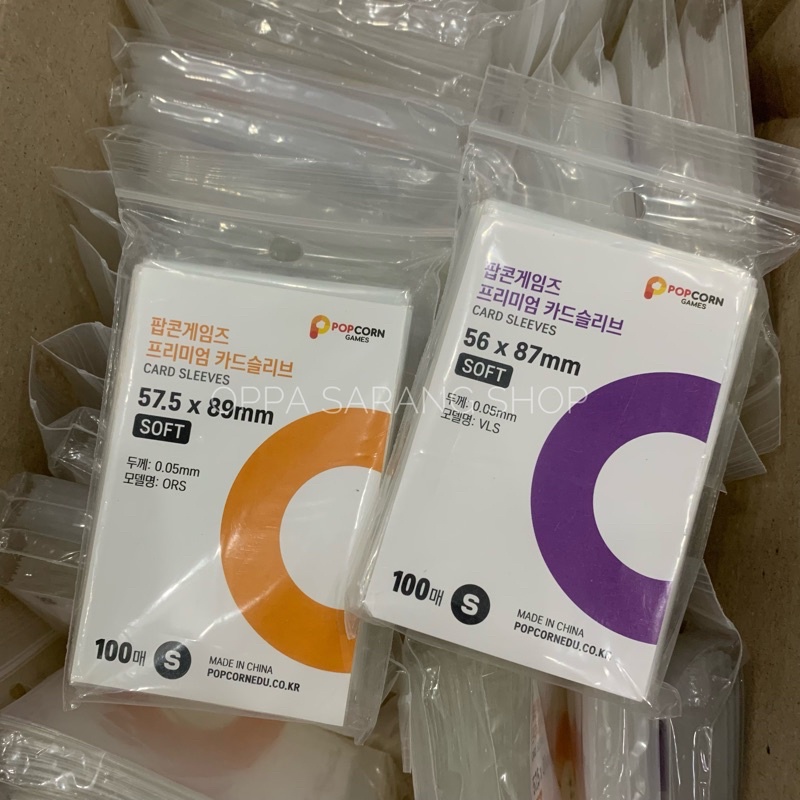 팝콘게임즈
프리미엄 카드슬리브
CARD SLEEVES
57.5 x 89mm
SOFT
두께: 0.05mm
모델명: ORS
POPCORN
GAMES
100매
S
MADE IN CHINA
POPCORNEDU.CO.KR
팝콘게임즈
프리미엄 카드슬리브
CARD SLEEVES
56 x 87mm
SOFT
두께: 0.05mm
모델명: VLS
POPCORN
GAMES
100매
S
MADE IN CHINA
POPCORNEDU.CO.KR
OPPA SARANG SHOP